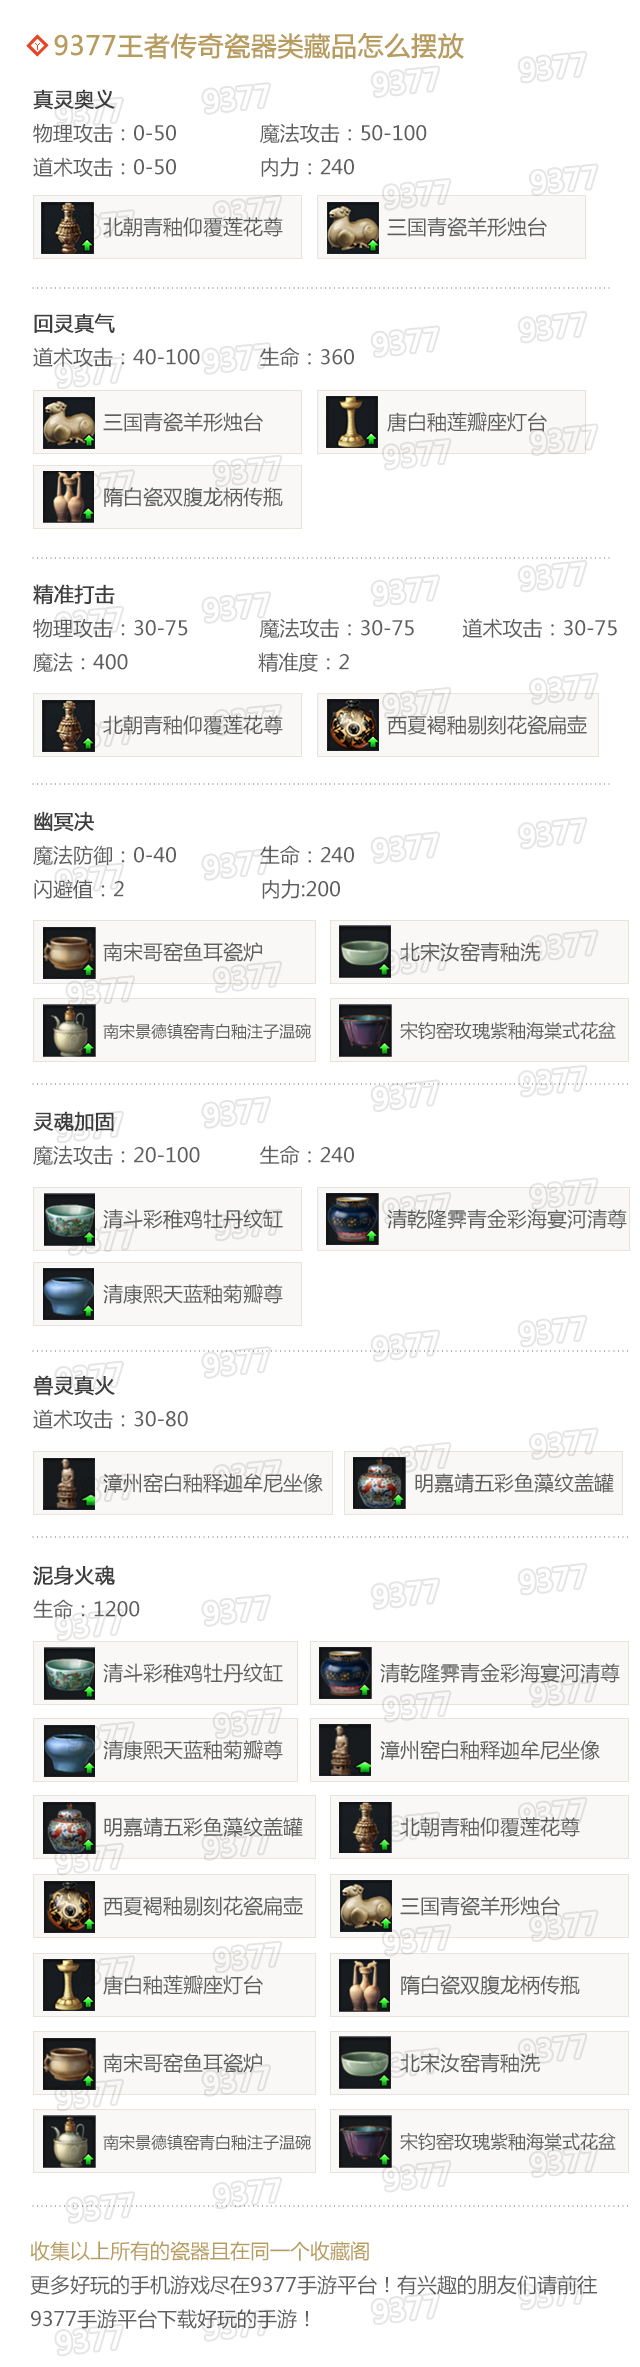 9377王者传奇瓷器类藏品怎么摆放
真灵奥义
物理攻击：0-50 魔法攻击：50-100
道术攻击：0-50 内力：240
北朝青釉仰覆莲花尊 三国青瓷羊形烛台
回灵真气
道术攻击：40-100 生命：360
三国青瓷羊形烛台 唐白釉莲瓣座灯台
隋白瓷双腹龙柄传瓶
精准打击
物理攻击：30-75 魔法攻击：30-75 道术攻击：30-75
魔法：400 精准度：2
北朝青釉仰覆莲花尊 西夏褐釉剔刻花瓷扁壶
幽冥决
魔法防御：0-40 生命：240
闪避值：2 内力:200
南宋哥窑鱼耳瓷炉 北宋汝窑青釉洗
南宋景德镇窑青白釉注子温碗 宋钧窑玫瑰紫釉海棠式花盆
灵魂加固
魔法攻击：20-100 生命：240
清斗彩稚鸡牡丹纹缸 清乾隆霁青金彩海宴河清尊
清康熙天蓝釉菊瓣尊
兽灵真火
道术攻击：30-80
漳州窑白釉释迦牟尼坐像 明嘉靖五彩鱼藻纹盖罐
泥身火魂
生命：1200
清斗彩稚鸡牡丹纹缸 清乾隆霁青金彩海宴河清尊
清康熙天蓝釉菊瓣尊 漳州窑白釉释迦牟尼坐像
明嘉靖五彩鱼藻纹盖罐 北朝青釉仰覆莲花尊
西夏褐釉剔刻花瓷扁壶 三国青瓷羊形烛台
唐白釉莲瓣座灯台 隋白瓷双腹龙柄传瓶
南宋哥窑鱼耳瓷炉 北宋汝窑青釉洗
南宋景德镇窑青白釉注子温碗 宋钧窑玫瑰紫釉海棠式花盆
收集以上所有的瓷器且在同一个收藏阁
更多好玩的手机游戏尽在9377手游平台！有兴趣的朋友们请前往
9377手游平台下载好玩的手游！